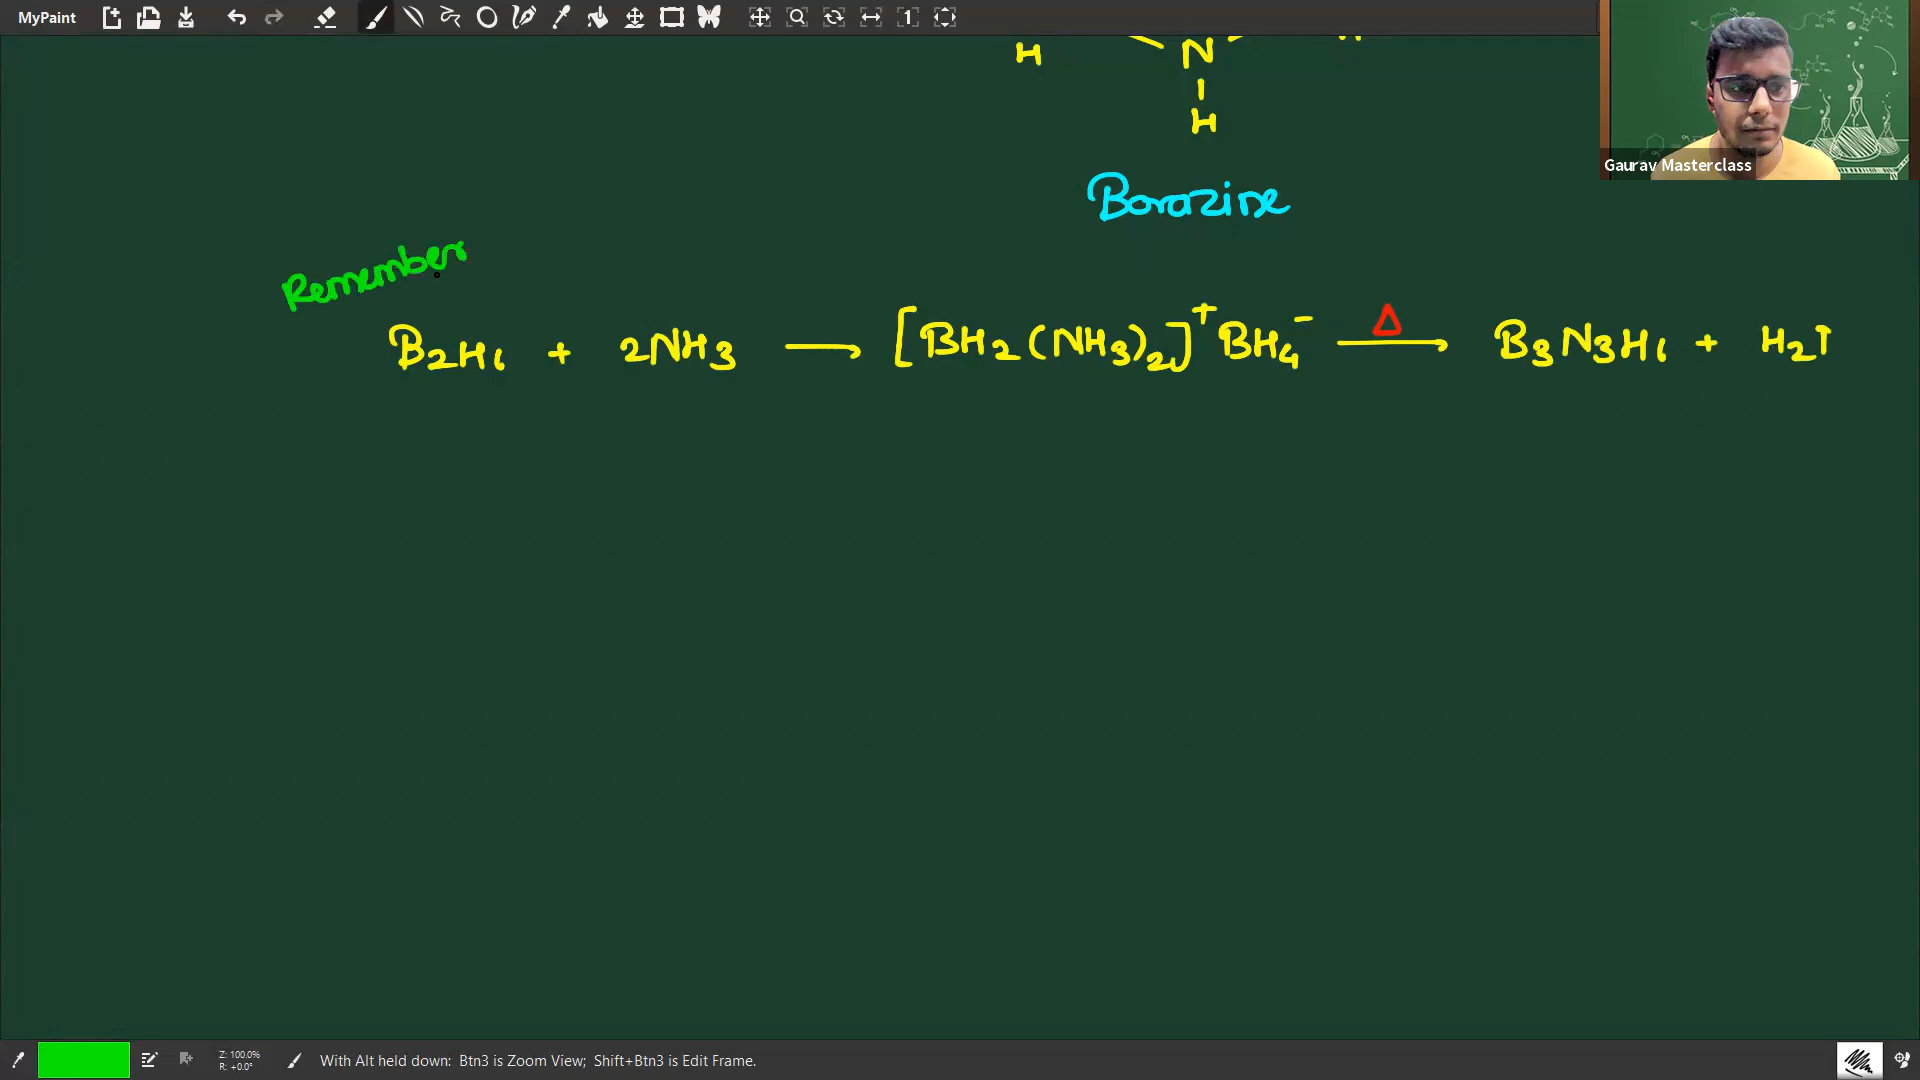 MyPaint
H N H
H
Gaurav Masterclass
Borazine
Remember
B₂H₆ + 2NH₃ ⟶ [BH₂(NH₃)₂]⁺ BH₄⁻ —Δ→ B₃N₃H₆ + H₂↑
Z: 100.0%
R: +0.0°
With Alt held down: Btn3 is Zoom View; Shift+Btn3 is Edit Frame.